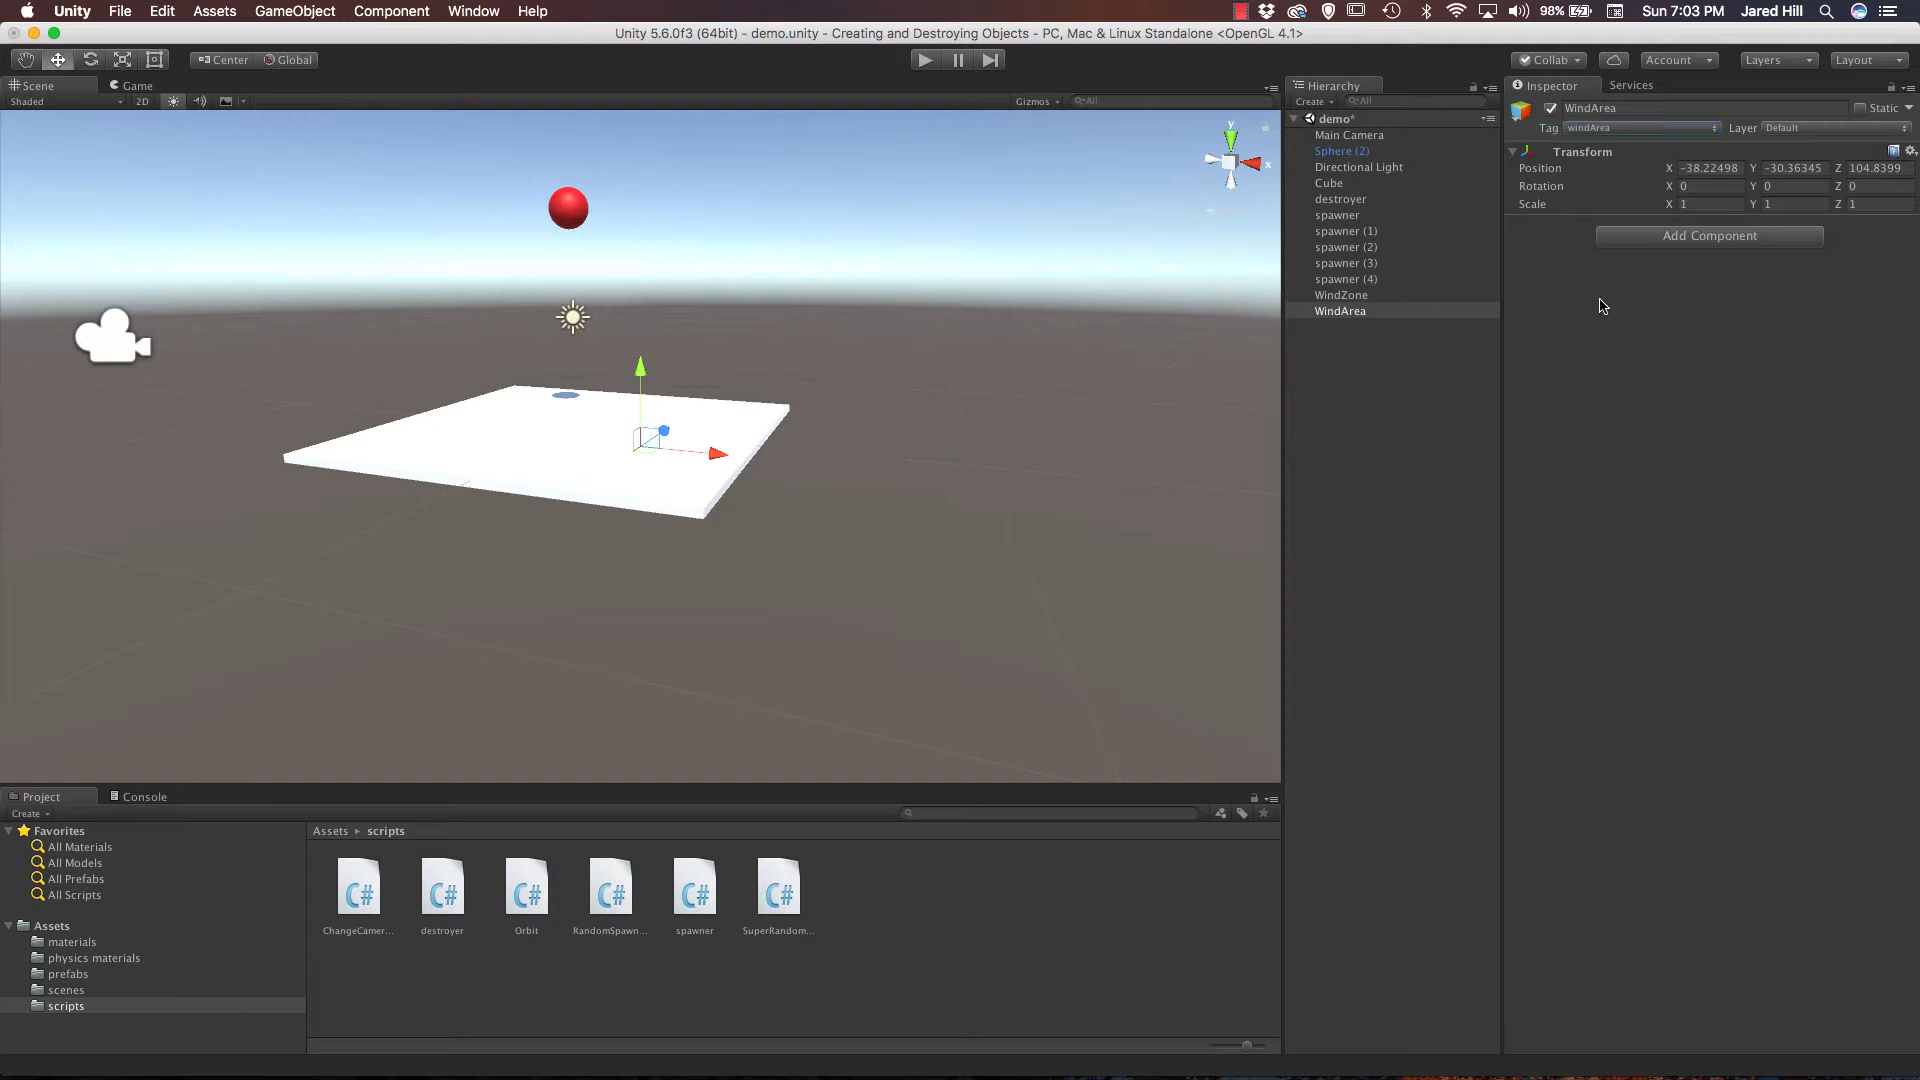 Unity File Edit Assets GameObject Component Window Help 98% Sun 7:03 PM Jared Hill
Unity 5.6.0f3 (64bit) - demo.unity - Creating and Destroying Objects - PC, Mac & Linux Standalone <OpenGL 4.1>
Center Global Collab Account Layers Layout
Scene Game Hierarchy Inspector Services
Shaded 2D Gizmos All Create All
WindArea Static
Tag windArea Layer Default
demo*
Main Camera
Sphere (2)
Directional Light
Cube
destroyer
spawner
spawner (1)
spawner (2)
spawner (3)
spawner (4)
WindZone
WindArea
Transform
Position X -38.22498 Y -30.36345 Z 104.8399
Rotation X 0 Y 0 Z 0
Scale X 1 Y 1 Z 1
Add Component
y
x
Project Console
Create
Favorites
All Materials
All Models
All Prefabs
All Scripts
Assets
materials
physics materials
prefabs
scenes
scripts
Assets scripts
C# C# C# C# C# C#
ChangeCamer... destroyer Orbit RandomSpawn... spawner SuperRandom...